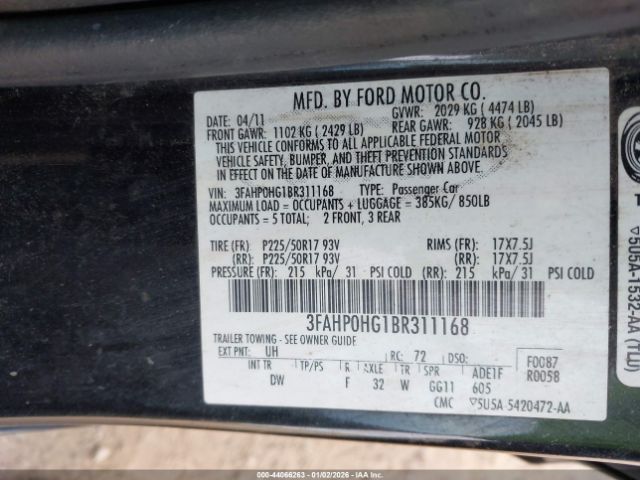 MFD. BY FORD MOTOR CO.
DATE: 04/11 GVWR: 2029 KG ( 4474 LB)
FRONT GAWR: 1102 KG ( 2429 LB) REAR GAWR: 928 KG ( 2045 LB)
THIS VEHICLE CONFORMS TO ALL APPLICABLE FEDERAL MOTOR
VEHICLE SAFETY, BUMPER, AND THEFT PREVENTION STANDARDS
IN EFFECT ON THE DATE OF MANUFACTURE SHOWN ABOVE.
VIN: 3FAHP0HG1BR311168 TYPE: Passenger Car
MAXIMUM LOAD = OCCUPANTS + LUGGAGE = 385KG/ 850LB
OCCUPANTS = 5 TOTAL; 2 FRONT, 3 REAR
TIRE (FR): P225/50R17 93V RIMS (FR): 17X7.5J
(RR): P225/50R17 93V (RR): 17X7.5J
PRESSURE (FR): 215 kPa/ 31 PSI COLD (RR): 215 kPa/ 31 PSI COLD
3FAHP0HG1BR311168
TRAILER TOWING - SEE OWNER GUIDE
EXT PNT: UH RC: 72 DSO: F0087
INT TR TP/PS R AXLE TR SPR ADE1F R0058
DW F 32 W GG11 605
CMC 5U5A 5420472-AA
5U5A-1532-AA
00-44066263 - 01/02/2026 - IAAI.COM